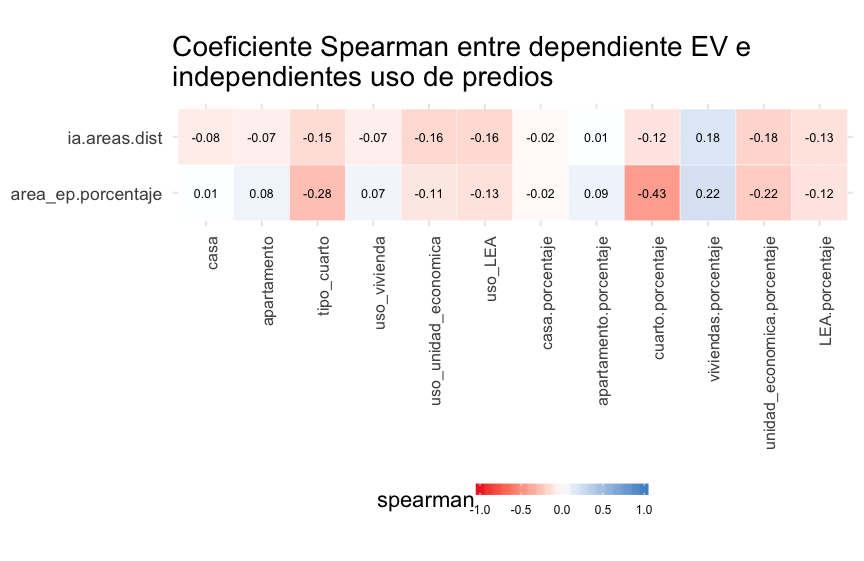 Coeficiente Spearman entre dependiente EV e
independientes uso de predios
ia.areas.dist -0.08 -0.07 -0.15 -0.07 -0.16 -0.16 -0.02 0.01 -0.12 0.18 -0.18 -0.13
area_ep.porcentaje 0.01 0.08 -0.28 0.07 -0.11 -0.13 -0.02 0.09 -0.43 0.22 -0.22 -0.12
casa
apartamento
tipo_cuarto
uso_vivienda
uso_unidad_economica
uso_LEA
casa.porcentaje
apartamento.porcentaje
cuarto.porcentaje
viviendas.porcentaje
unidad_economica.porcentaje
LEA.porcentaje
spearman
-1.0 -0.5 0.0 0.5 1.0